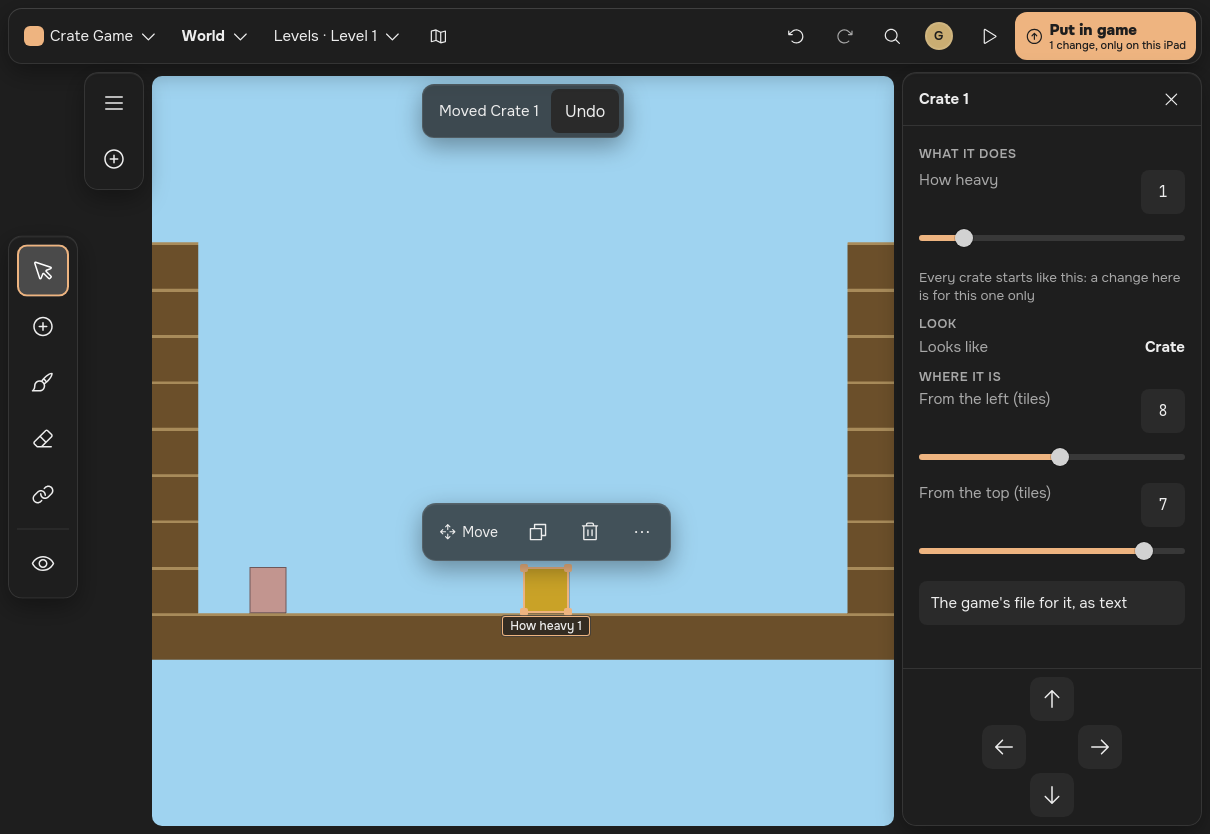 Crate Game
World
Levels · Level 1
G
Put in game
1 change, only on this iPad
Moved Crate 1
Undo
Crate 1
WHAT IT DOES
How heavy
1
Every crate starts like this: a change here
is for this one only
LOOK
Looks like
Crate
WHERE IT IS
From the left (tiles)
8
From the top (tiles)
7
The game's file for it, as text
Move
How heavy 1